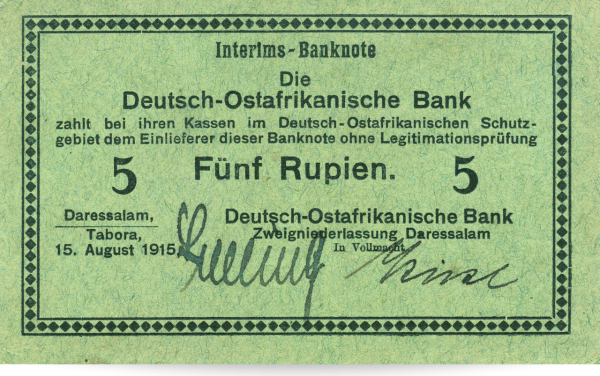 Interims-Banknote
Die
Deutsch-Ostafrikanische Bank
zahlt bei ihren Kassen im Deutsch-Ostafrikanischen Schutz-
gebiet dem Einlieferer dieser Banknote ohne Legitimationsprüfung
5 Fünf Rupien. 5
Daressalam,
Tabora,
15. August 1915.
Deutsch-Ostafrikanische Bank
Zweigniederlassung Daressalam
In Vollmacht